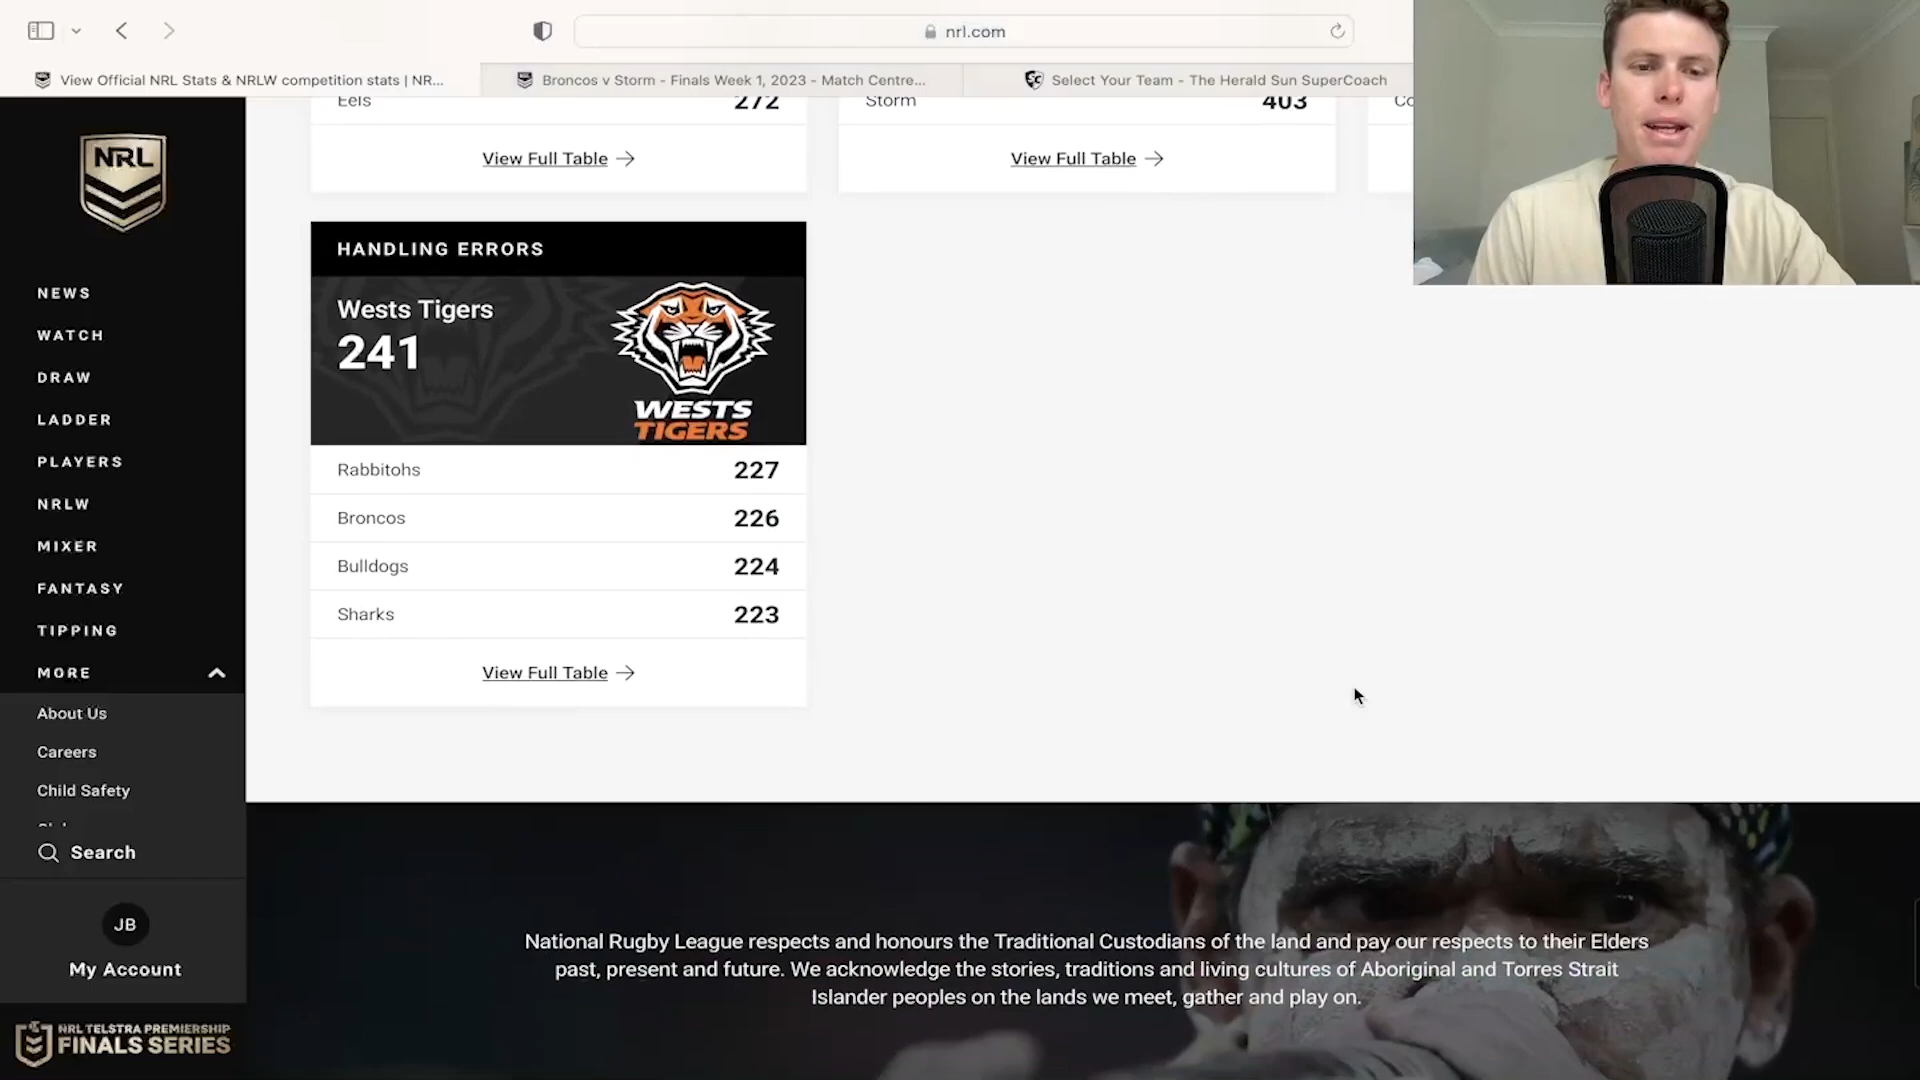 nrl.com
View Official NRL Stats & NRLW competition stats | NR...
Broncos v Storm - Finals Week 1, 2023 - Match Centre...
Select Your Team - The Herald Sun SuperCoach
NRL
NEWS
WATCH
DRAW
LADDER
PLAYERS
NRLW
MIXER
FANTASY
TIPPING
MORE
About Us
Careers
Child Safety
Search
JB
My Account
NRL TELSTRA PREMIERSHIP
FINALS SERIES
Eels 272
View Full Table
Storm 403
View Full Table
Co
HANDLING ERRORS
Wests Tigers
241
WESTS
TIGERS
Rabbitohs 227
Broncos 226
Bulldogs 224
Sharks 223
View Full Table
National Rugby League respects and honours the Traditional Custodians of the land and pay our respects to their Elders
past, present and future. We acknowledge the stories, traditions and living cultures of Aboriginal and Torres Strait
Islander peoples on the lands we meet, gather and play on.